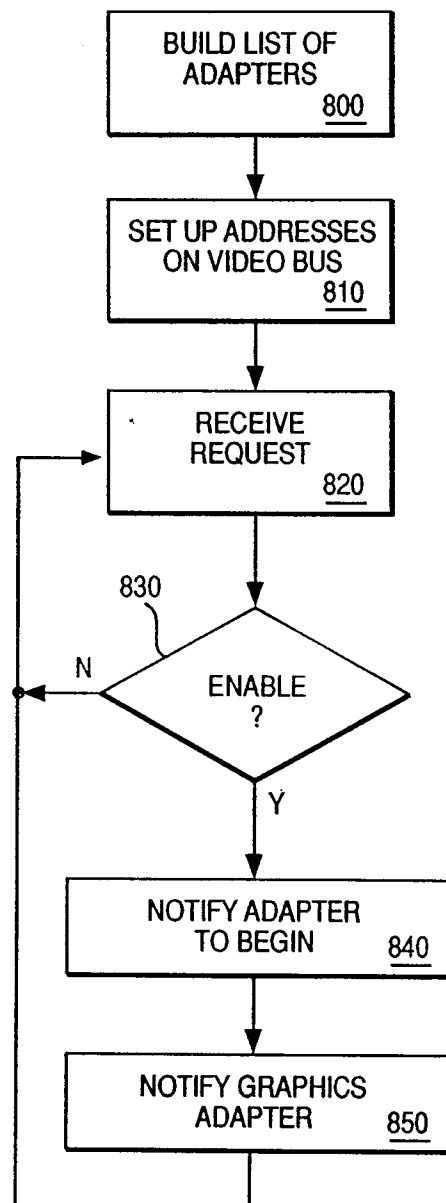 BUILD LIST OF
ADAPTERS
800
SET UP ADDRESSES
ON VIDEO BUS
810
RECEIVE
REQUEST
820
830
N
ENABLE
?
Y
NOTIFY ADAPTER
TO BEGIN
840
NOTIFY GRAPHICS
ADAPTER
850